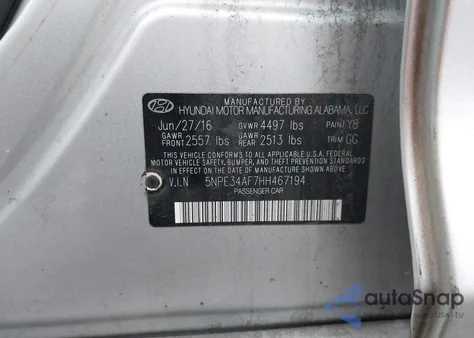 MANUFACTURED BY
HYUNDAI MOTOR MANUFACTURING ALABAMA, LLC
Jun/27/16 GVWR 4497 lbs PAINT Y8
GAWR FRONT 2557 lbs GAWR REAR 2513 lbs TRIM GG
THIS VEHICLE CONFORMS TO ALL APPLICABLE U.S.A. FEDERAL
MOTOR VEHICLE SAFETY, BUMPER, AND THEFT PREVENTION STANDARDS
IN EFFECT ON THE DATE OF MANUFACTURE SHOWN ABOVE.
V.I.N 5NPE34AF7HH467194
PASSENGER CAR
autoSnap